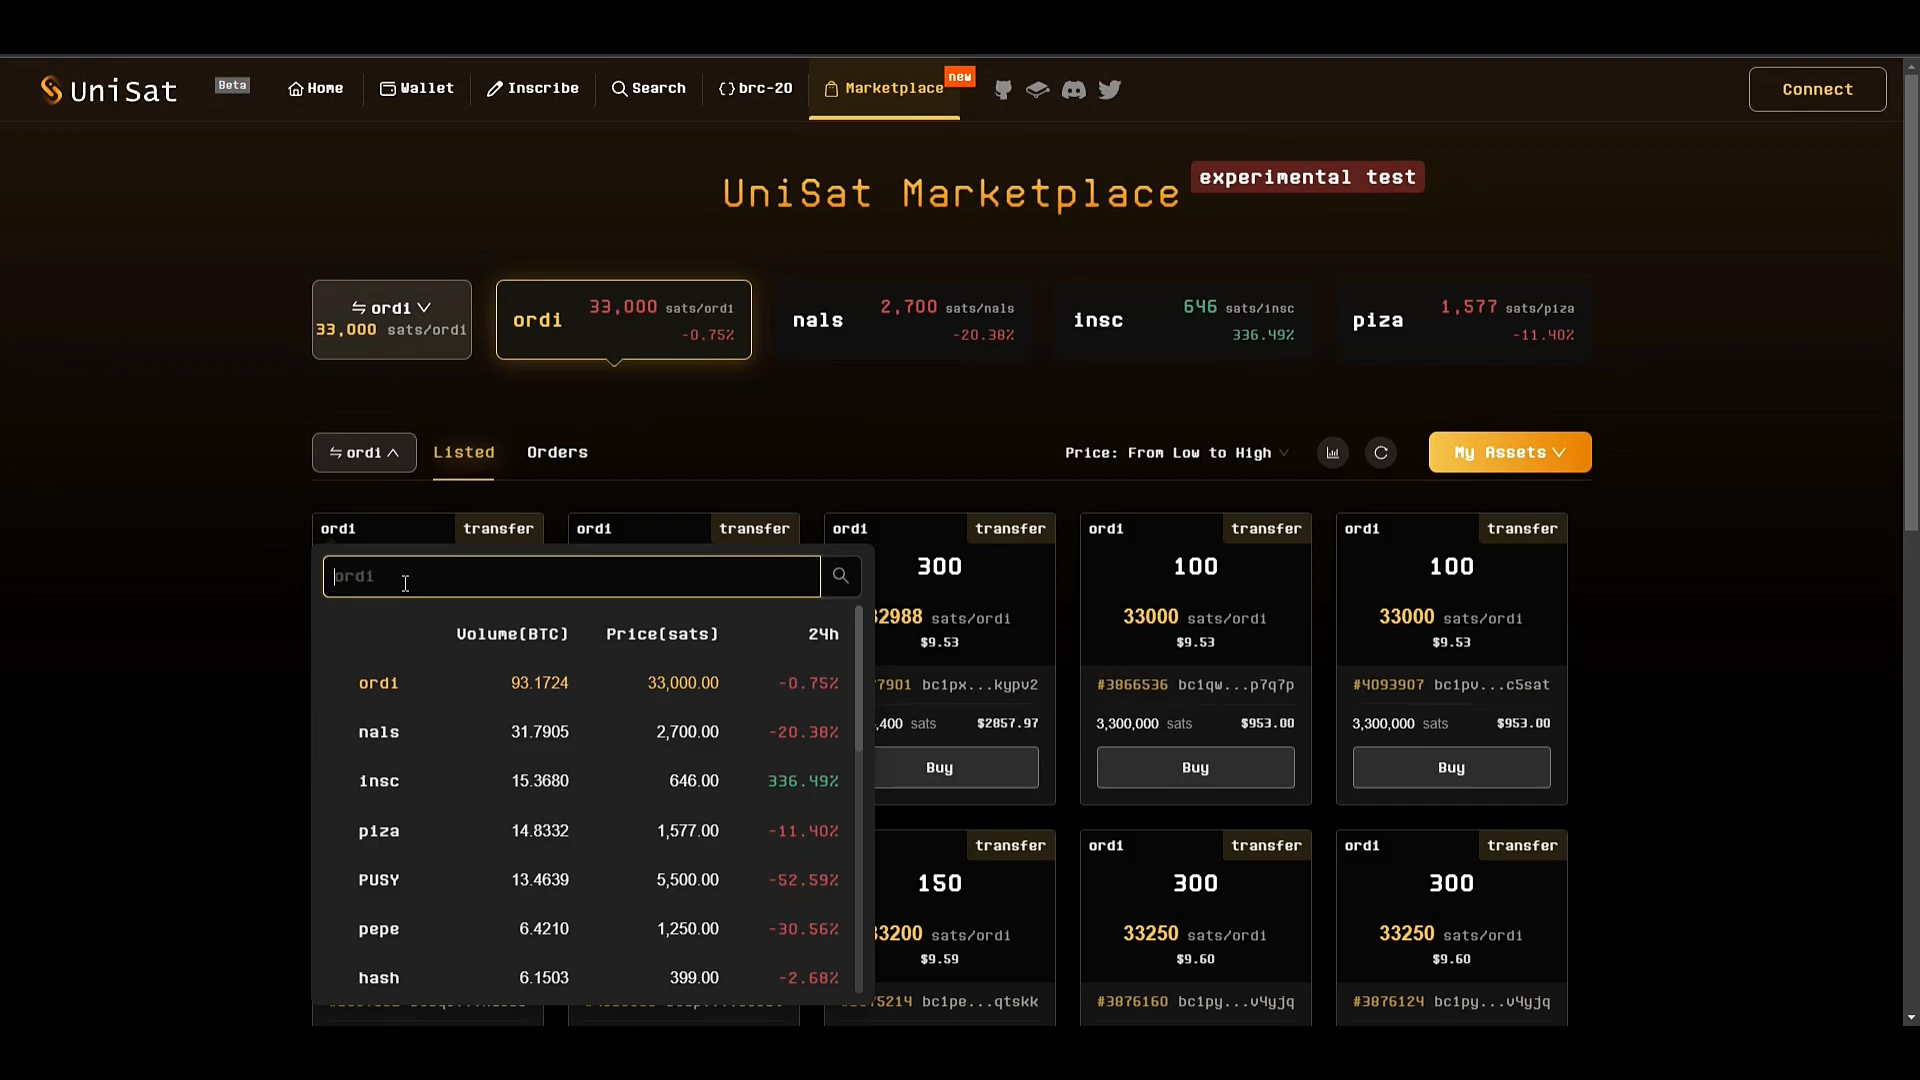 UniSat Beta Home Wallet Inscribe Search {}brc-20 Marketplace new Connect
UniSat Marketplace experimental test
⇋ ordi
33,000 sats/ordi
ordi 33,000 sats/ordi
-0.75%
nals 2,700 sats/nals
-20.38%
insc 646 sats/insc
336.49%
piza 1,577 sats/piza
-11.40%
⇋ ordi Listed Orders Price: From Low to High My Assets
ordi transfer
ordi transfer
ordi transfer
300
32988 sats/ordi
$9.53
7901 bc1px...kypv2
,400 sats $2857.97
Buy
ordi transfer
100
33000 sats/ordi
$9.53
#3866536 bc1qw...p7q7p
3,300,000 sats $953.00
Buy
ordi transfer
100
33000 sats/ordi
$9.53
#4093907 bc1pv...c5sat
3,300,000 sats $953.00
Buy
ordi
Volume(BTC) Price(sats) 24h
ordi 93.1724 33,000.00 -0.75%
nals 31.7905 2,700.00 -20.38%
insc 15.3680 646.00 336.49%
piza 14.8332 1,577.00 -11.40%
PUSY 13.4639 5,500.00 -52.59%
pepe 6.4210 1,250.00 -30.56%
hash 6.1503 399.00 -2.68%
transfer
150
33200 sats/ordi
$9.59
75214 bc1pe...qtskk
ordi transfer
300
33250 sats/ordi
$9.60
#3876160 bc1py...v4yjq
ordi transfer
300
33250 sats/ordi
$9.60
#3876124 bc1py...v4yjq